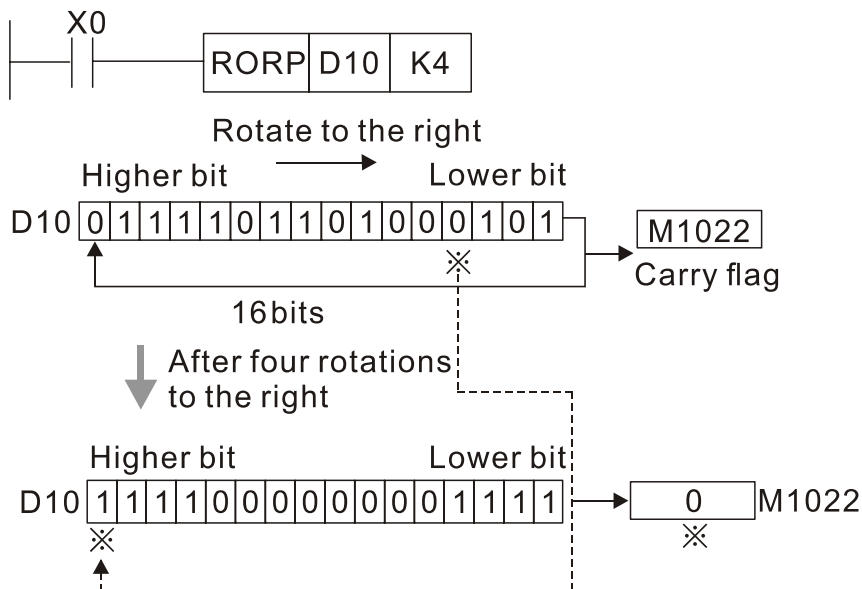 X0
RORP D10 K4
Rotate to the right
Higher bit Lower bit
D10 0 1 1 1 1 0 1 1 0 1 0 0 0 1 0 1
M1022
※
Carry flag
16bits
After four rotations
to the right
Higher bit Lower bit
D10 1 1 1 1 0 0 0 0 0 0 0 0 1 1 1 1
0 M1022
※ ※